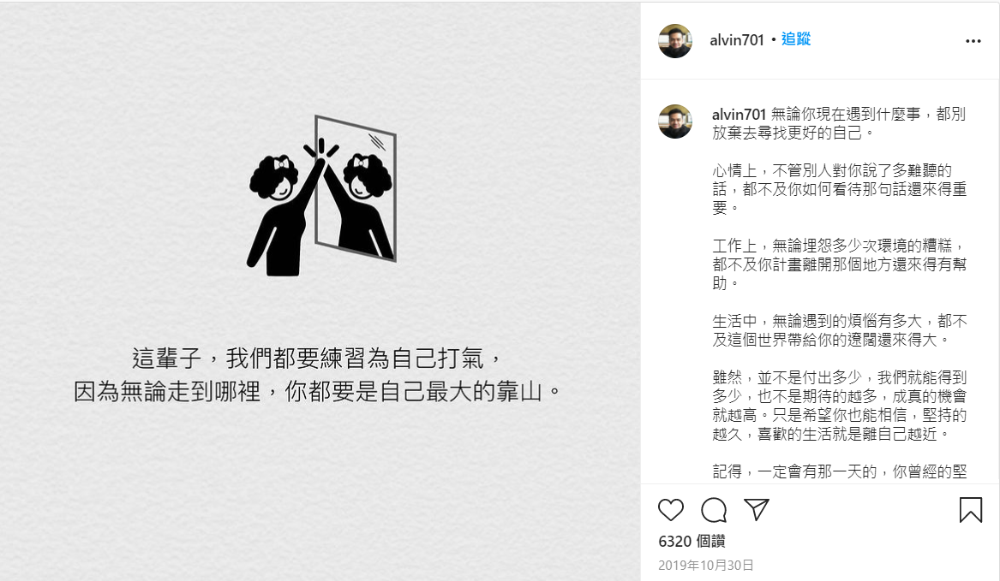 這輩子，我們都要練習為自己打氣，
因為無論走到哪裡，你都要是自己最大的靠山。
alvin701 • 追蹤
alvin701 無論你現在遇到什麼事，都別
放棄去尋找更好的自己。
心情上，不管別人對你說了多難聽的
話，都不及你如何看待那句話還來得重
要。
工作上，無論埋怨多少次環境的糟糕，
都不及你計畫離開那個地方還來得有幫
助。
生活中，無論遇到的煩惱有多大，都不
及這個世界帶給你的遼闊還來得大。
雖然，並不是付出多少，我們就能得到
多少，也不是期待的越多，成真的機會
就越高。只是希望你也能相信，堅持的
越久，喜歡的生活就是離自己越近。
記得，一定會有那一天的，你曾經的堅
6320 個讚
2019年10月30日